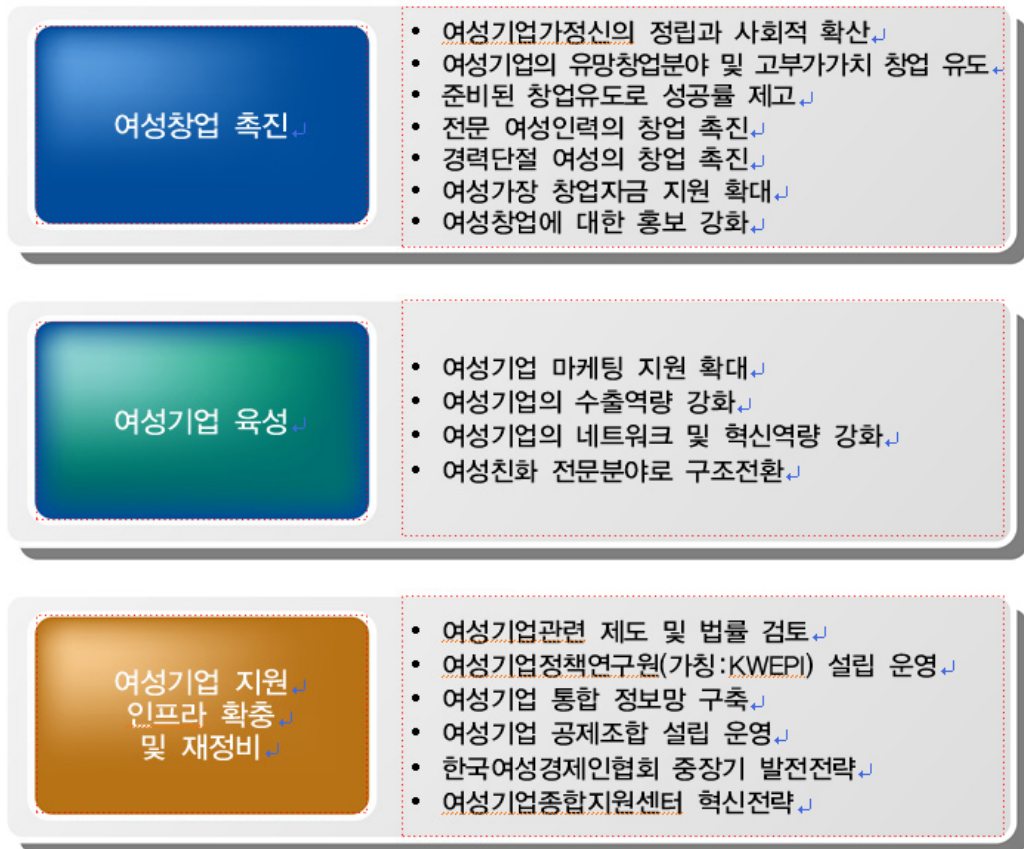 여성창업 촉진
• 여성기업가정신의 정립과 사회적 확산
• 여성기업의 유망창업분야 및 고부가가치 창업 유도
• 준비된 창업유도로 성공률 제고
• 전문 여성인력의 창업 촉진
• 경력단절 여성의 창업 촉진
• 여성가장 창업자금 지원 확대
• 여성창업에 대한 홍보 강화
여성기업 육성
• 여성기업 마케팅 지원 확대
• 여성기업의 수출역량 강화
• 여성기업의 네트워크 및 혁신역량 강화
• 여성친화 전문분야로 구조전환
여성기업 지원
인프라 확충
및 재정비
• 여성기업관련 제도 및 법률 검토
• 여성기업정책연구원(가칭:KWEPI) 설립 운영
• 여성기업 통합 정보망 구축
• 여성기업 공제조합 설립 운영
• 한국여성경제인협회 중장기 발전전략
• 여성기업종합지원센터 혁신전략